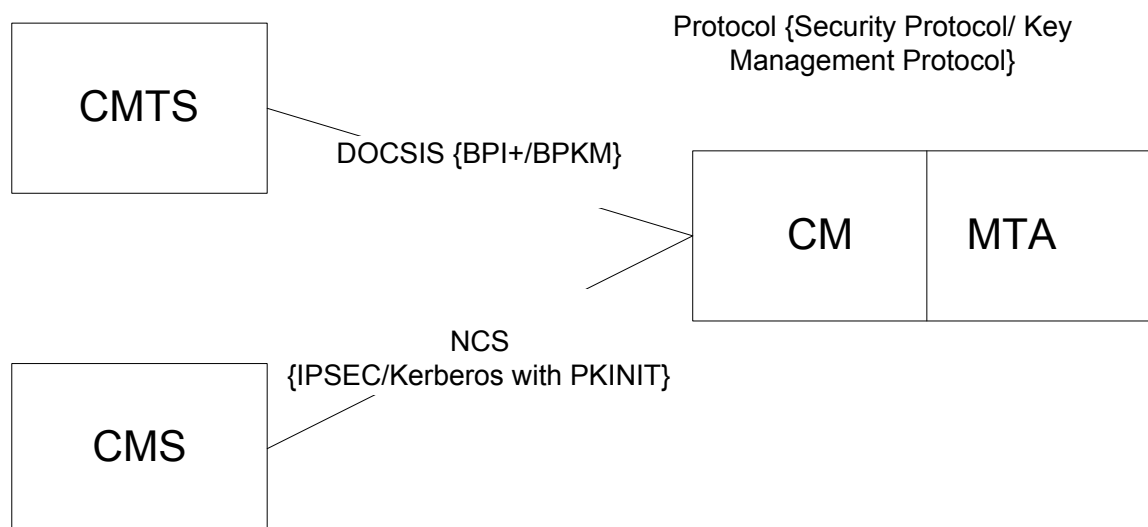 Protocol {Security Protocol/ Key
Management Protocol}
CMTS
DOCSIS {BPI+/BPKM}
CM
MTA
NCS
{IPSEC/Kerberos with PKINIT}
CMS